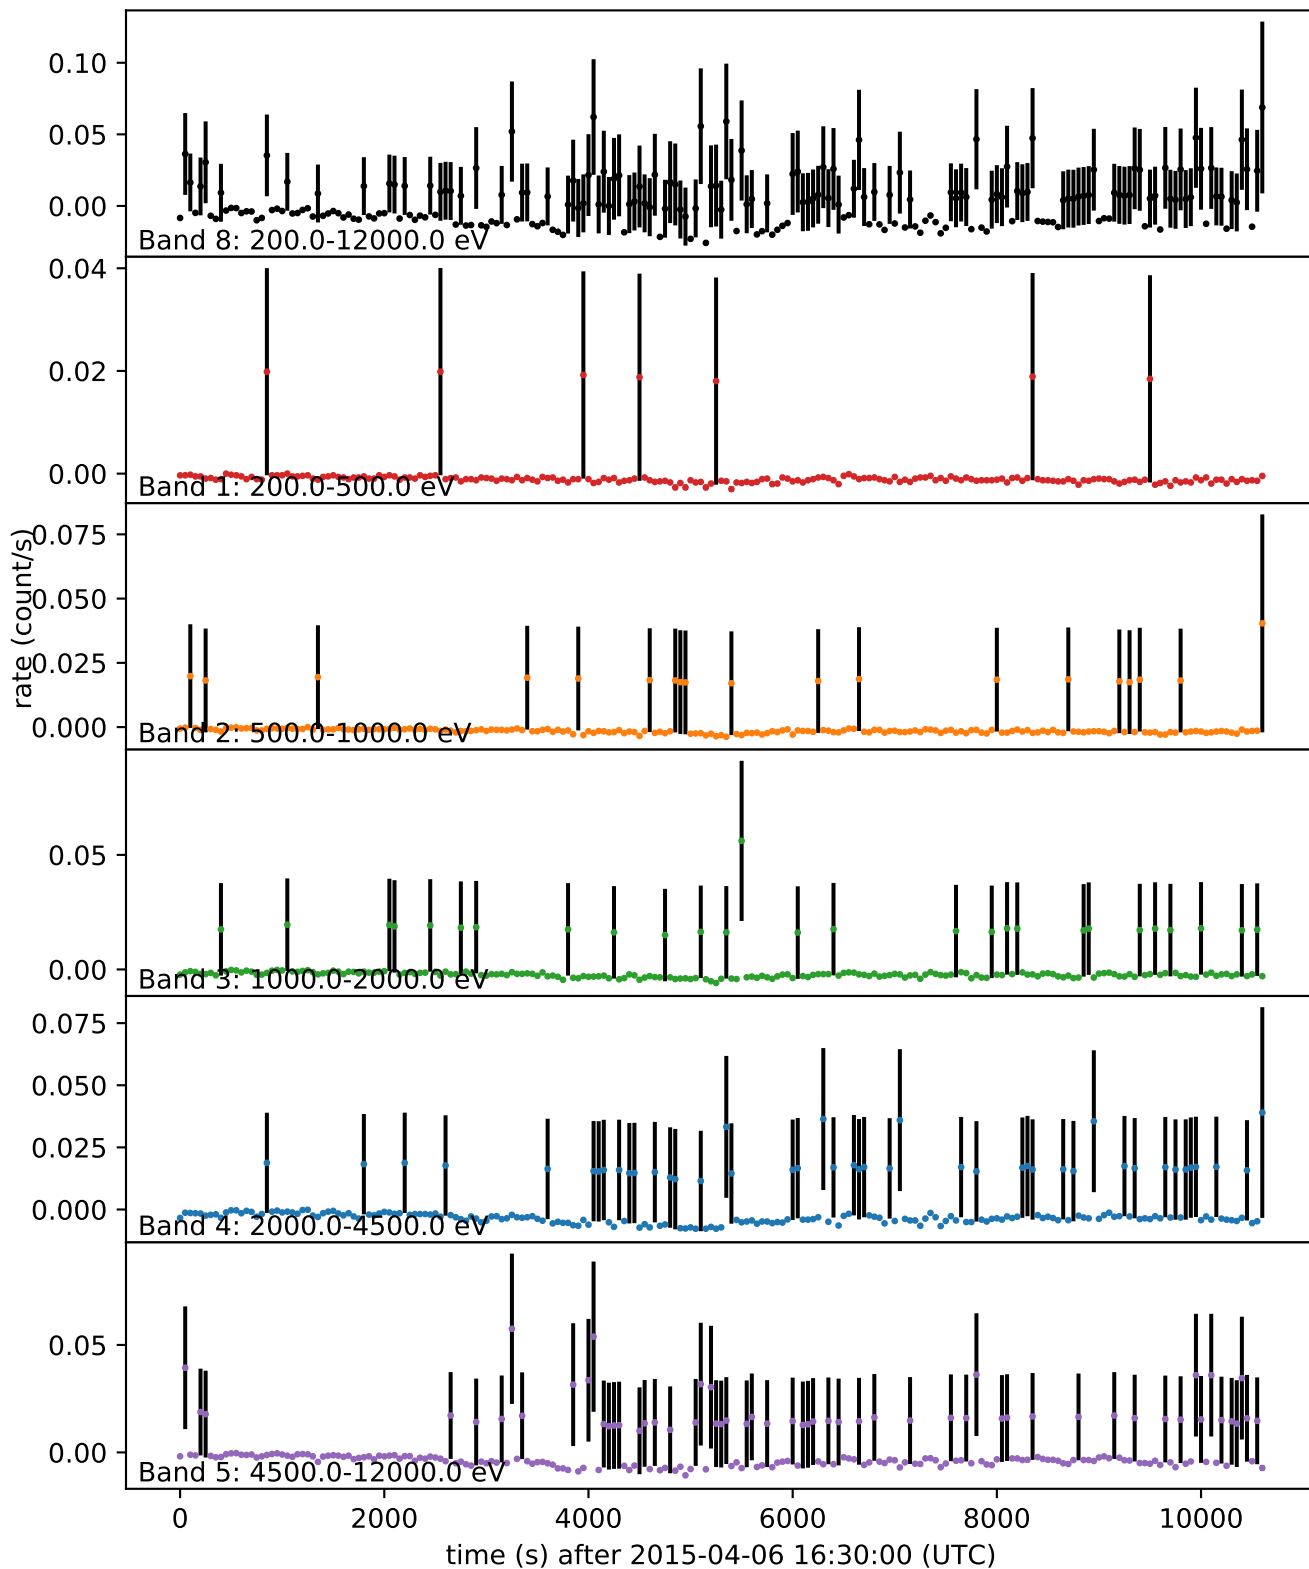 0.10
0.05
0.00
Band 8: 200.0-12000.0 eV
0.04
0.02
0.00
Band 1: 200.0-500.0 eV
rate (count/s)
0.075
0.050
0.025
0.000
Band 2: 500.0-1000.0 eV
0.05
0.00
Band 3: 1000.0-2000.0 eV
0.075
0.050
0.025
0.000
Band 4: 2000.0-4500.0 eV
0.05
0.00
Band 5: 4500.0-12000.0 eV
0 2000 4000 6000 8000 10000
time (s) after 2015-04-06 16:30:00 (UTC)